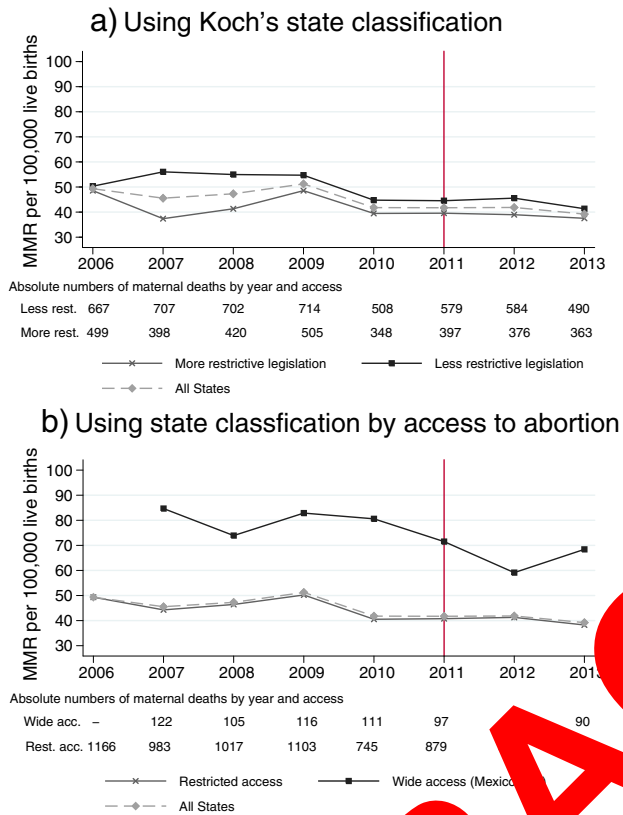 a) Using Koch's state classification
MMR per 100,000 live births
100
90
80
70
60
50
40
30
2006 2007 2008 2009 2010 2011 2012 2013
Absolute numbers of maternal deaths by year and access
Less rest. 667 707 702 714 508 579 584 490
More rest. 499 398 420 505 348 397 376 363
More restrictive legislation Less restrictive legislation
All States
b) Using state classfication by access to abortion
MMR per 100,000 live births
100
90
80
70
60
50
40
30
2006 2007 2008 2009 2010 2011 2012
Absolute numbers of maternal deaths by year and access
Wide acc. – 122 105 116 111 97 90
Rest. acc. 1166 983 1017 1103 745 879
Restricted access Wide access (Mexico
All States